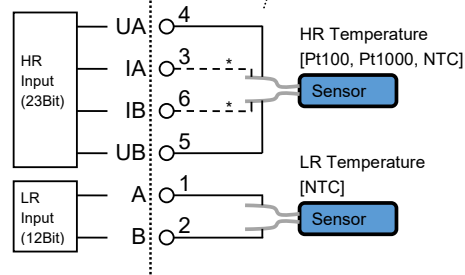 UA 4
HR Temperature
[Pt100, Pt1000, NTC]
HR
Input
(23Bit)
IA 3 *
Sensor
IB 6 *
UB 5
LR Temperature
[NTC]
LR
Input
(12Bit)
A 1
Sensor
B 2